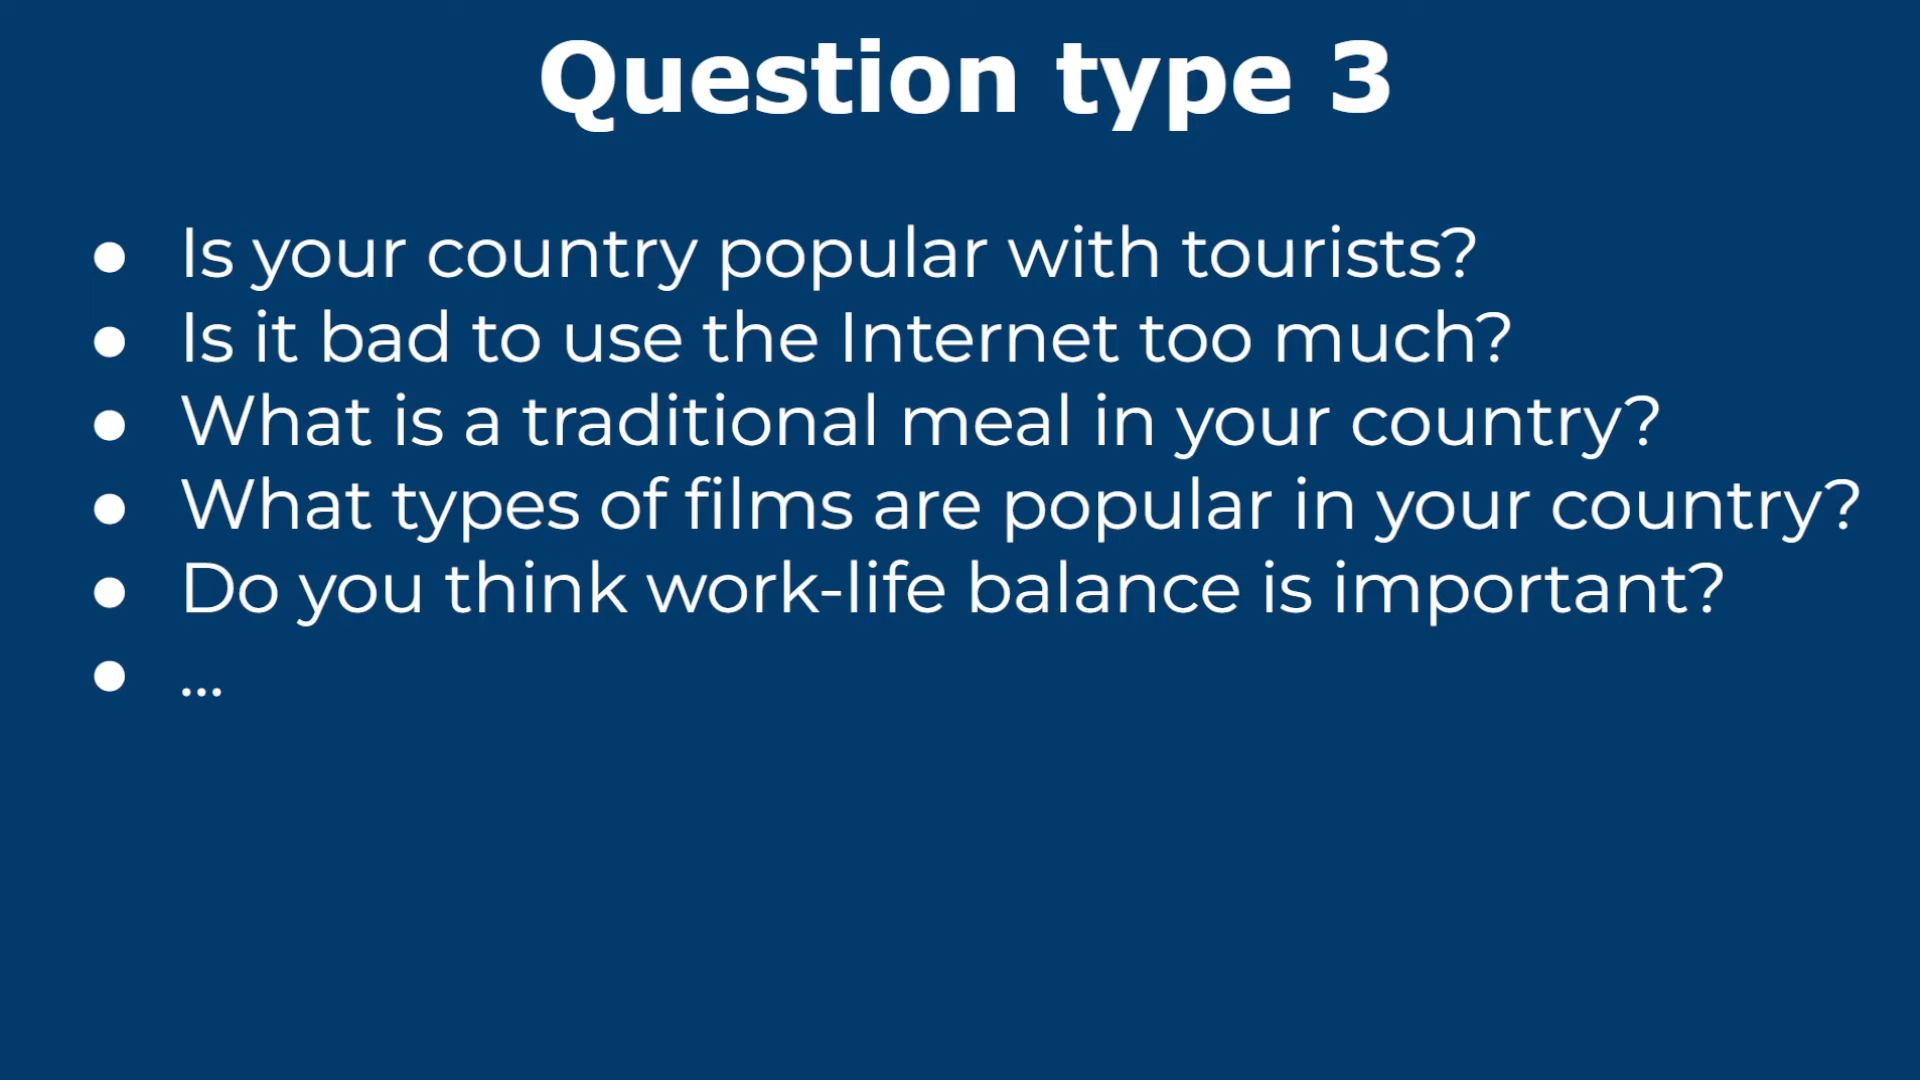 Question type 3
● Is your country popular with tourists?
● Is it bad to use the Internet too much?
● What is a traditional meal in your country?
● What types of films are popular in your country?
● Do you think work-life balance is important?
● ...